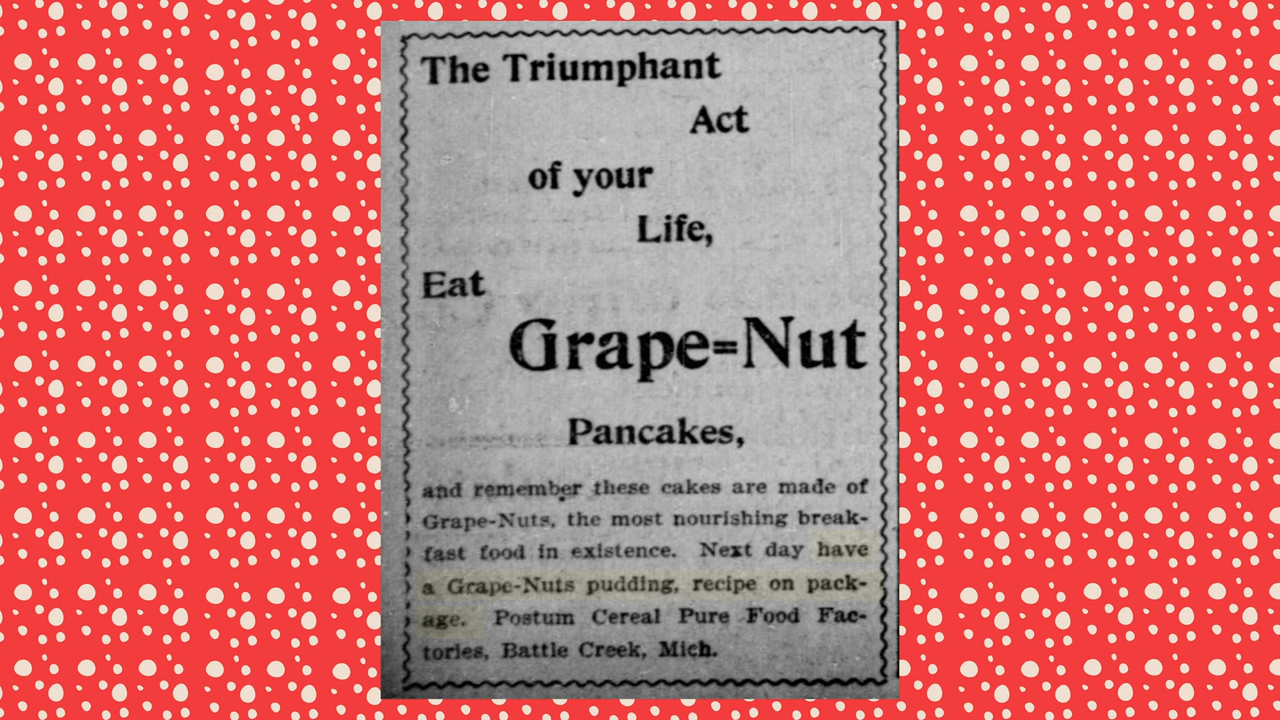 The Triumphant
Act
of your
Life,
Eat
Grape=Nut
Pancakes,
and remember these cakes are made of
Grape-Nuts, the most nourishing break-
fast food in existence. Next day have
a Grape-Nuts pudding, recipe on pack-
age. Postum Cereal Pure Food Fac-
tories, Battle Creek, Mich.